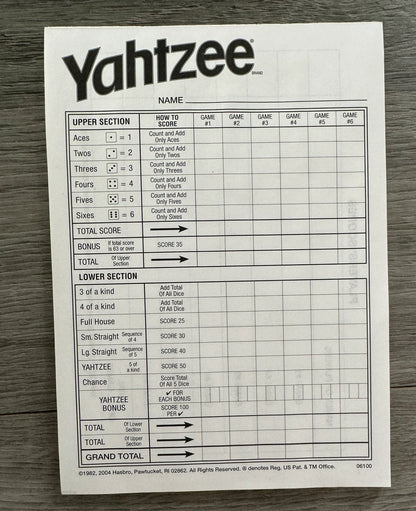 Yahtzee®
BRAND
NAME
UPPER SECTION HOW TO SCORE GAME #1 GAME #2 GAME #3 GAME #4 GAME #5 GAME #6
Aces = 1 Count and Add Only Aces
Twos = 2 Count and Add Only Twos
Threes = 3 Count and Add Only Threes
Fours = 4 Count and Add Only Fours
Fives = 5 Count and Add Only Fives
Sixes = 6 Count and Add Only Sixes
TOTAL SCORE
BONUS If total score is 63 or over SCORE 35
TOTAL Of Upper Section
LOWER SECTION
3 of a kind Add Total Of All Dice
4 of a kind Add Total Of All Dice
Full House SCORE 25
Sm. Straight Sequence of 4 SCORE 30
Lg. Straight Sequence of 5 SCORE 40
YAHTZEE 5 of a kind SCORE 50
Chance Score Total Of All 5 Dice
YAHTZEE BONUS ✓ FOR EACH BONUS
SCORE 100 PER ✓
TOTAL Of Lower Section
TOTAL Of Upper Section
GRAND TOTAL
©1982, 2004 Hasbro, Pawtucket, RI 02862. All Rights Reserved. ® denotes Reg. US Pat. & TM Office. 06100